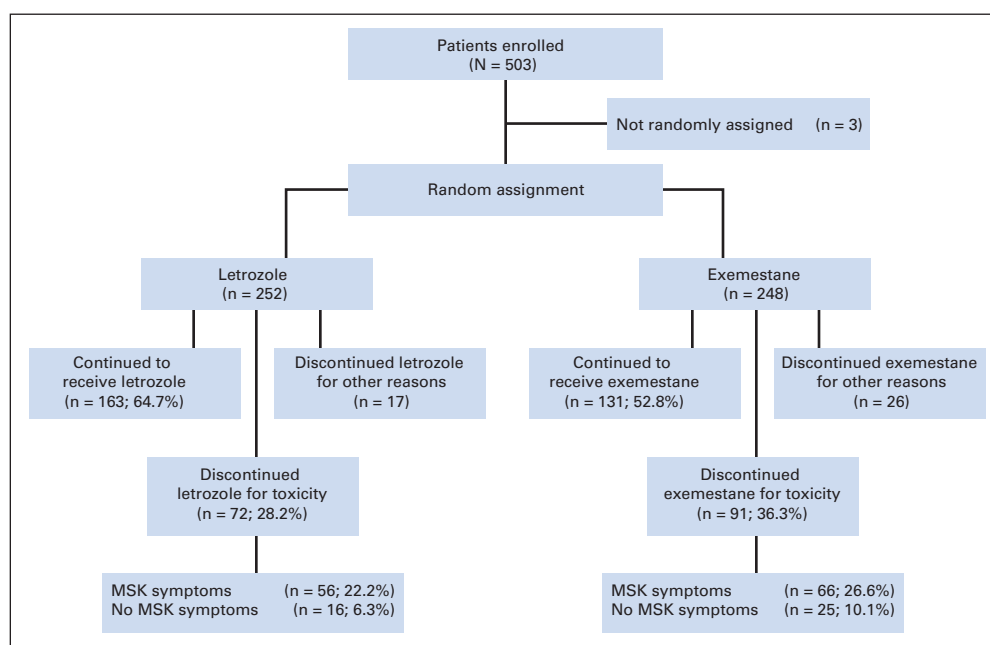 Patients enrolled
(N = 503)
Not randomly assigned (n = 3)
Random assignment
Letrozole
(n = 252)
Exemestane
(n = 248)
Continued to
receive letrozole
(n = 163; 64.7%)
Discontinued letrozole
for other reasons
(n = 17)
Continued to
receive exemestane
(n = 131; 52.8%)
Discontinued exemestane
for other reasons
(n = 26)
Discontinued
letrozole for toxicity
(n = 72; 28.2%)
Discontinued
exemestane for toxicity
(n = 91; 36.3%)
MSK symptoms (n = 56; 22.2%)
No MSK symptoms (n = 16; 6.3%)
MSK symptoms (n = 66; 26.6%)
No MSK symptoms (n = 25; 10.1%)